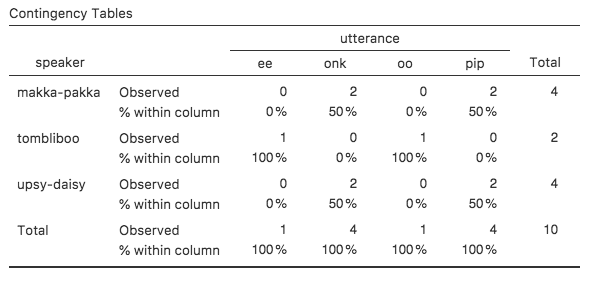 Contingency Tables
utterance
speaker ee onk oo pip Total
makka-pakka Observed 0 2 0 2 4
% within column 0% 50% 0% 50%
tombliboo Observed 1 0 1 0 2
% within column 100% 0% 100% 0%
upsy-daisy Observed 0 2 0 2 4
% within column 0% 50% 0% 50%
Total Observed 1 4 1 4 10
% within column 100% 100% 100% 100%